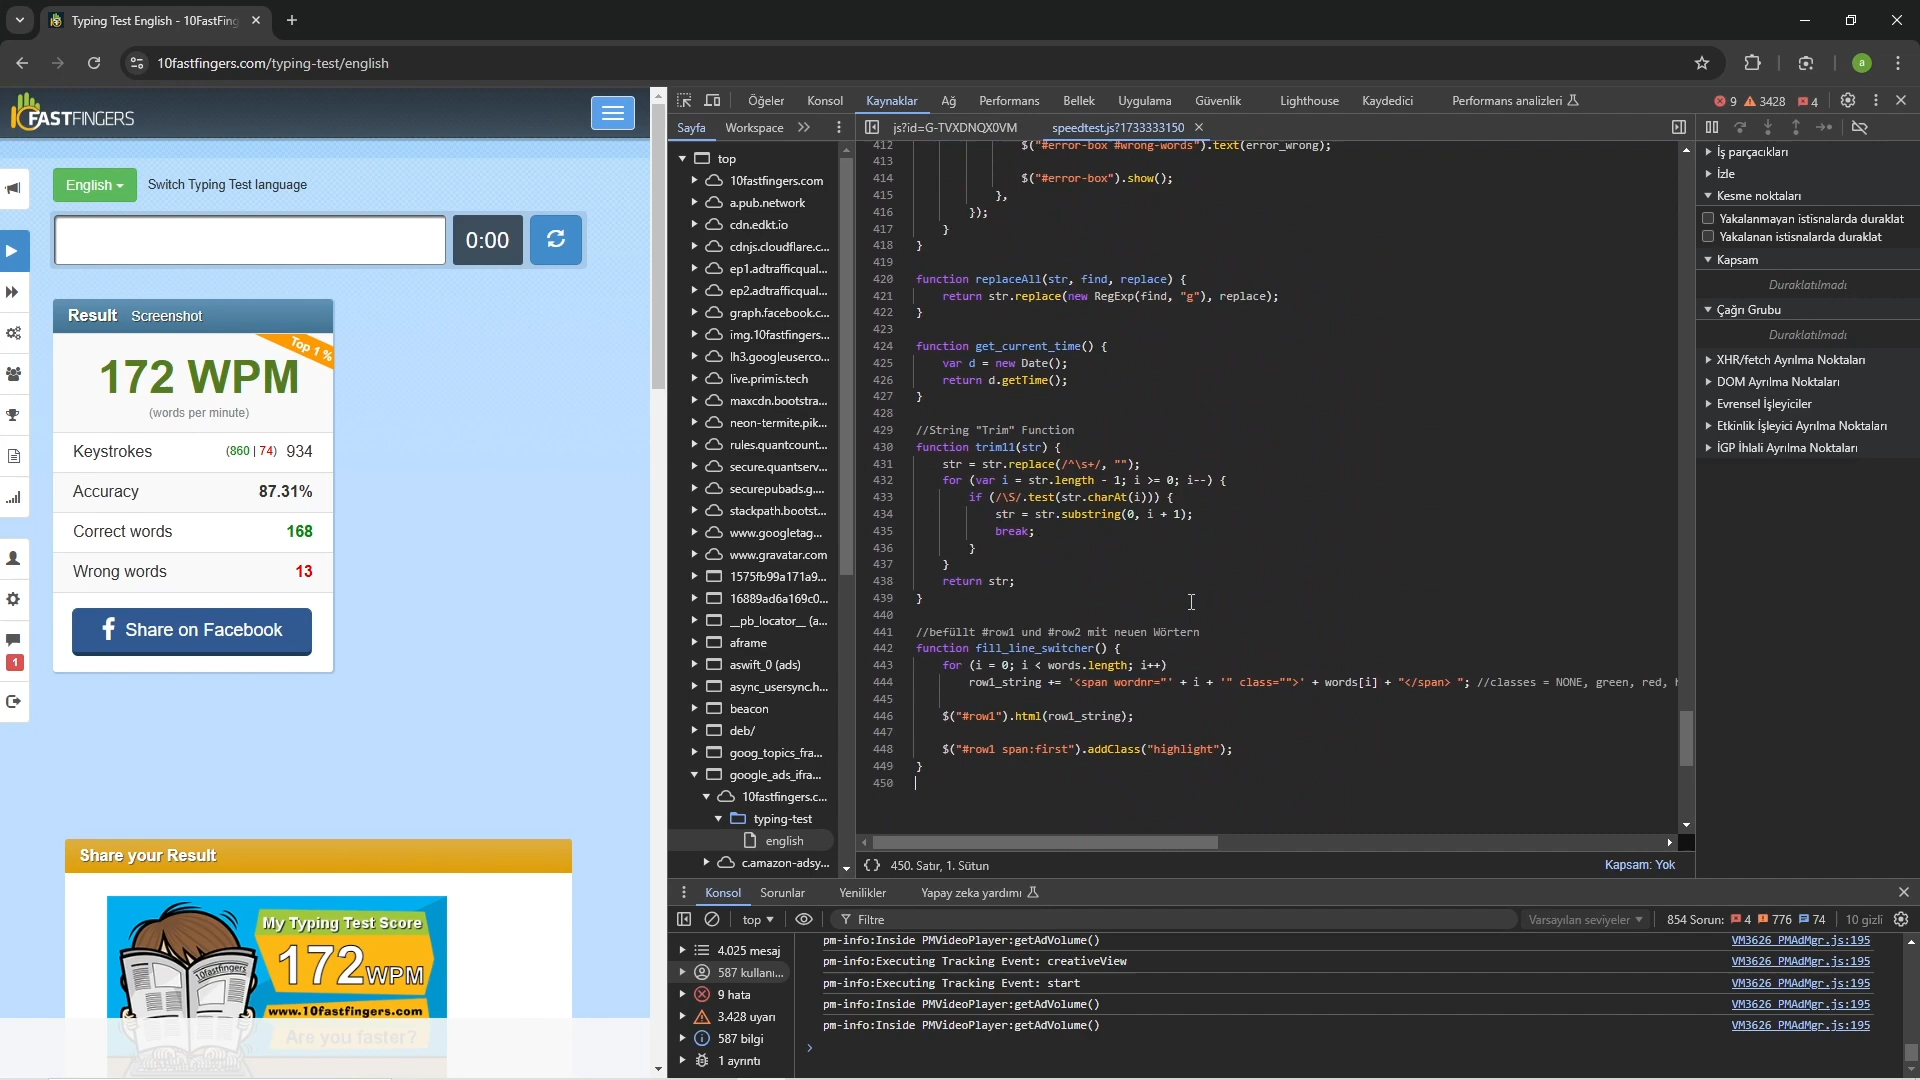 Typing Test English - 10FastFing
10fastfingers.com/typing-test/english
a
FASTFINGERS
English
Switch Typing Test language
0:00
Result Screenshot
Top 1 %
172 WPM
(words per minute)
Keystrokes (860 | 74) 934
Accuracy 87.31%
Correct words 168
Wrong words 13
Share on Facebook
1
Share your Result
My Typing Test Score
172 WPM
10fastfingers
www.10fastfingers.com
Are you faster?
Öğeler Konsol Kaynaklar Ağ Performans Bellek Uygulama Güvenlik Lighthouse Kaydedici Performans analizleri 9 3428 4
Sayfa Workspace
js?id=G-TVXDNQX0VM speedtest.js?1733333150
top
10fastfingers.com
a.pub.network
cdn.edkt.io
cdnjs.cloudflare.c...
ep1.adtrafficqual...
ep2.adtrafficqual...
graph.facebook.c...
img.10fastfingers...
lh3.googleuserco...
live.primis.tech
maxcdn.bootstra...
neon-termite.pik...
rules.quantcount...
secure.quantserv...
securepubads.g....
stackpath.bootst...
www.googletag...
www.gravatar.com
1575fb99a171a9...
16889ad6a169c0...
__pb_locator__ (a...
aframe
aswift_0 (ads)
async_usersync.h...
beacon
deb/
goog_topics_fra...
google_ads_ifra...
10fastfingers.c...
typing-test
english
c.amazon-adsy...
412 $("#error-box #wrong-words").text(error_wrong);
413
414 $("#error-box").show();
415 },
416 });
417 }
418 }
419
420 function replaceAll(str, find, replace) {
421 return str.replace(new RegExp(find, "g"), replace);
422 }
423
424 function get_current_time() {
425 var d = new Date();
426 return d.getTime();
427 }
428
429 //String "Trim" Function
430 function trim11(str) {
431 str = str.replace(/^\s+/, "");
432 for (var i = str.length - 1; i >= 0; i--) {
433 if (/\S/.test(str.charAt(i))) {
434 str = str.substring(0, i + 1);
435 break;
436 }
437 }
438 return str;
439 }
440
441 //befüllt #row1 und #row2 mit neuen Wörtern
442 function fill_line_switcher() {
443 for (i = 0; i < words.length; i++)
444 row1_string += '<span wordnr="' + i + '" class="">' + words[i] + "</span> "; //classes = NONE, green, red,
445
446 $("#row1").html(row1_string);
447
448 $("#row1 span:first").addClass("highlight");
449 }
450
{} 450. Satır, 1. Sütun Kapsam: Yok
İş parçacıkları
İzle
Kesme noktaları
Yakalanmayan istisnalarda duraklat
Yakalanan istisnalarda duraklat
Kapsam
Duraklatılmadı
Çağrı Grubu
Duraklatılmadı
XHR/fetch Ayrılma Noktaları
DOM Ayrılma Noktaları
Evrensel İşleyiciler
Etkinlik İşleyici Ayrılma Noktaları
İGP İhlali Ayrılma Noktaları
Konsol Sorunlar Yenilikler Yapay zeka yardımı
top Filtre Varsayılan seviyeler 854 Sorun: 4 776 74 10 gizli
4.025 mesaj
587 kullanı...
9 hata
3.428 uyarı
587 bilgi
1 ayrıntı
pm-info:Inside PMVideoPlayer:getAdVolume() VM3626 PMAdMgr.js:195
pm-info:Executing Tracking Event: creativeView VM3626 PMAdMgr.js:195
pm-info:Executing Tracking Event: start VM3626 PMAdMgr.js:195
pm-info:Inside PMVideoPlayer:getAdVolume() VM3626 PMAdMgr.js:195
pm-info:Inside PMVideoPlayer:getAdVolume() VM3626 PMAdMgr.js:195